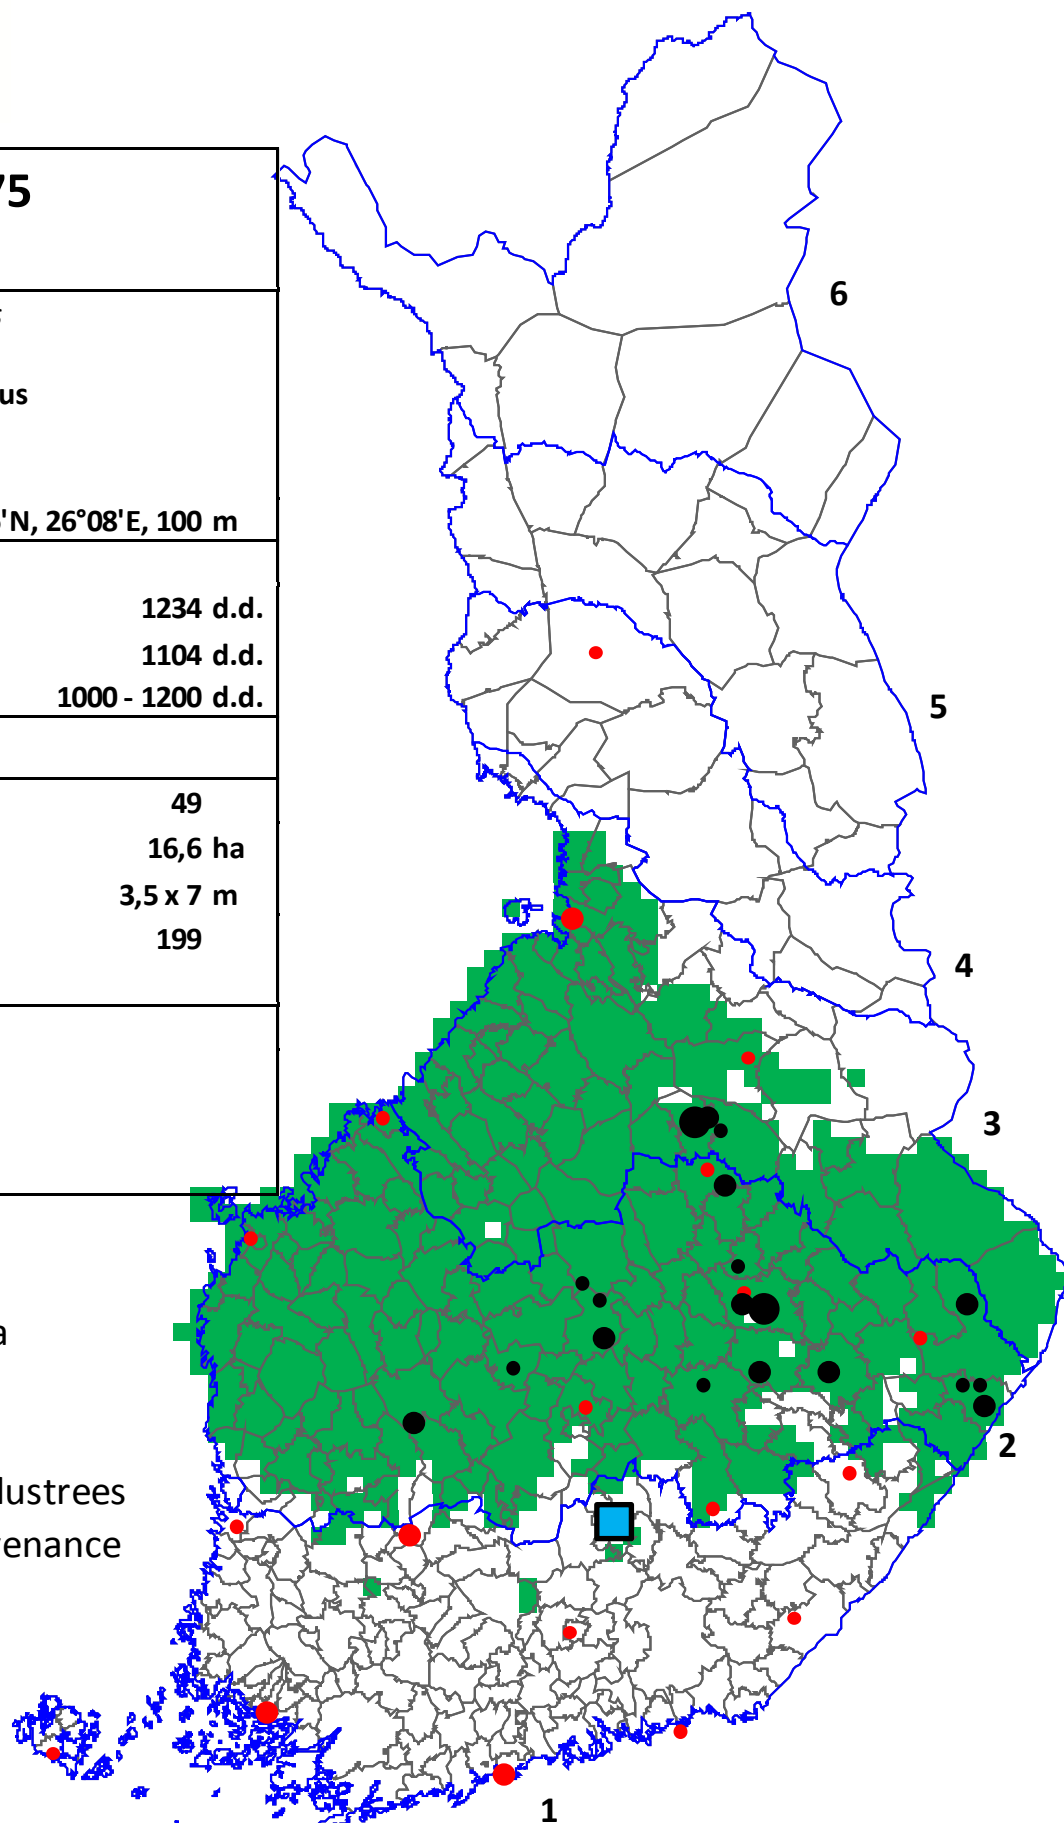 75
us
'N, 26°08'E, 100 m
1234 d.d.
1104 d.d.
1000 - 1200 d.d.
49
16,6 ha
3,5 x 7 m
199
a
lustrees
venance
6
5
4
3
2
1